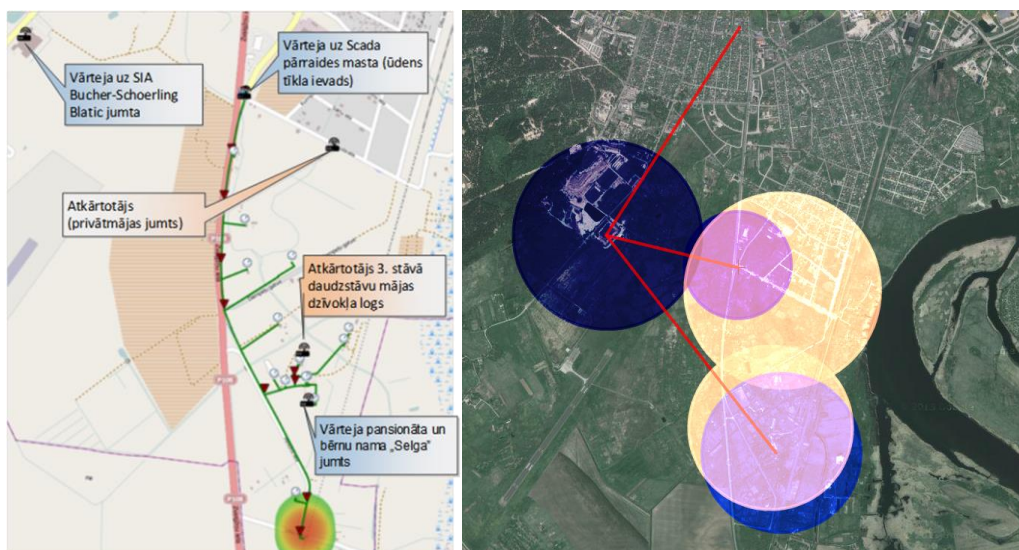 Vārteja uz Scada
pārraides masta (ūdens
tīkla ievads)
Vārteja uz SIA
Bucher-Schoerling
Blatic jumta
Atkārtotājs
(privātmājas jumts)
Atkārtotājs 3. stāvā
daudzstāvu mājas
dzīvokļa logs
Vārteja pansionāta un
bērnu nama „Selga"
jumts